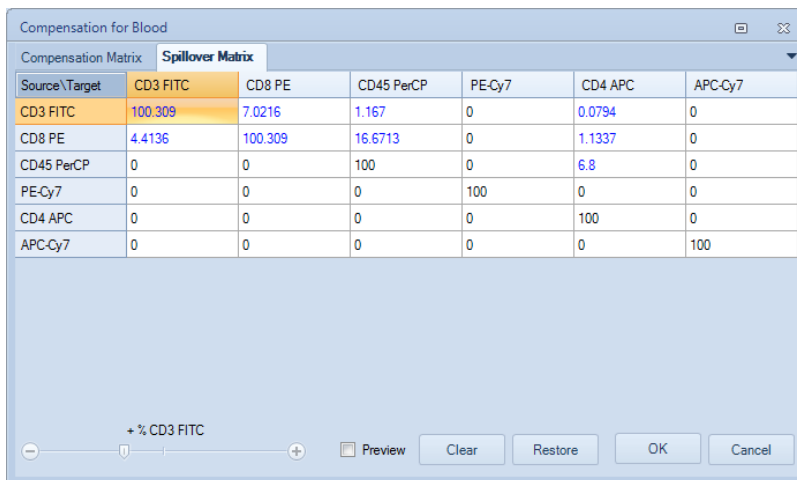 Compensation for Blood
Compensation Matrix Spillover Matrix
Source\Target CD3 FITC CD8 PE CD45 PerCP PE-Cy7 CD4 APC APC-Cy7
CD3 FITC 100.309 7.0216 1.167 0 0.0794 0
CD8 PE 4.4136 100.309 16.6713 0 1.1337 0
CD45 PerCP 0 0 100 0 6.8 0
PE-Cy7 0 0 0 100 0 0
CD4 APC 0 0 0 0 100 0
APC-Cy7 0 0 0 0 0 100
+ % CD3 FITC
Preview Clear Restore OK Cancel